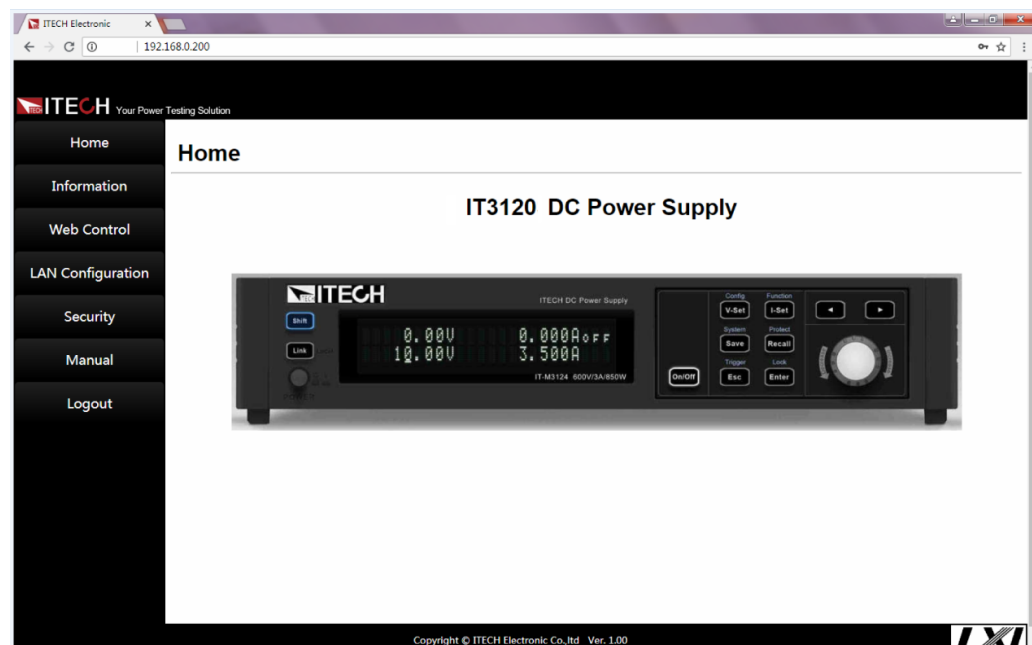 ITECH Electronic
192.168.0.200
ITECH Your Power Testing Solution
Home
Information
Web Control
LAN Configuration
Security
Manual
Logout
Home
IT3120 DC Power Supply
ITECH
ITECH DC Power Supply
Shift
Link
0.00V 0.000A OFF
10.00V 3.500A
IT-M3124 600V/3A/850W
On/Off
Config Function
V-Set I-Set
System Protect
Save Recall
Trigger Lock
Esc Enter
POWER
Copyright © ITECH Electronic Co.,ltd Ver. 1.00
LXI